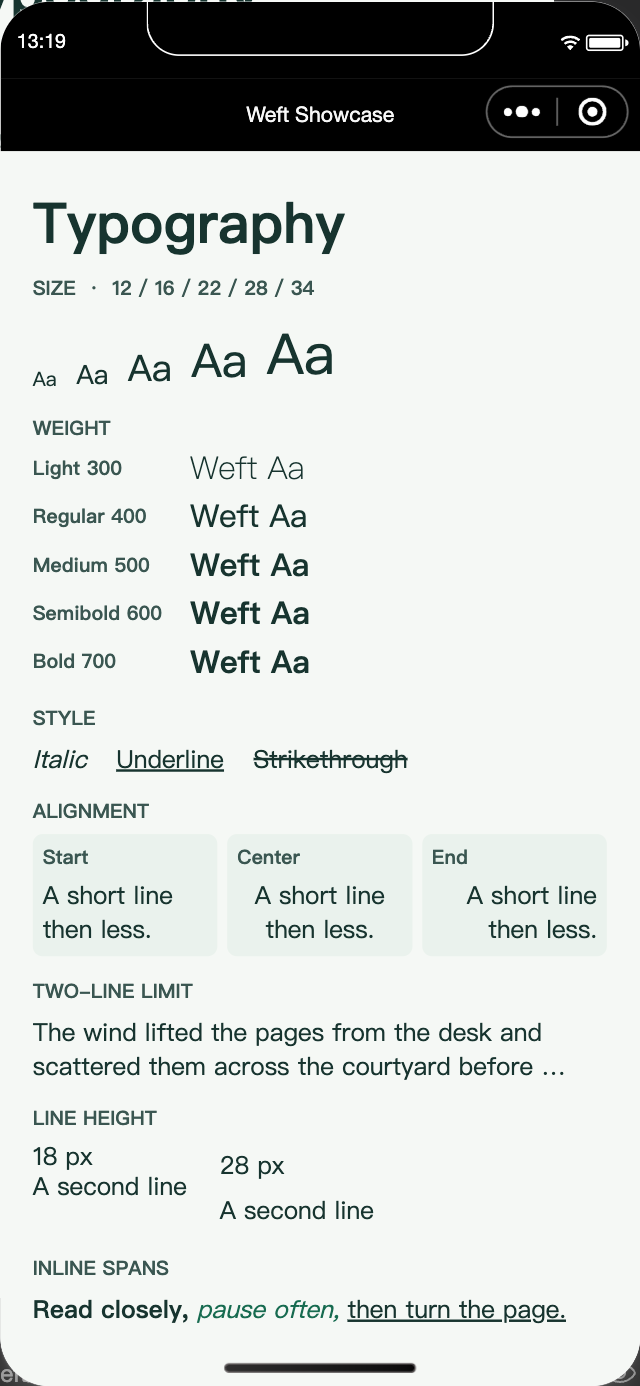 13:19
Weft Showcase
Typography
SIZE · 12 / 16 / 22 / 28 / 34
Aa Aa Aa Aa Aa
WEIGHT
Light 300 Weft Aa
Regular 400 Weft Aa
Medium 500 Weft Aa
Semibold 600 Weft Aa
Bold 700 Weft Aa
STYLE
Italic Underline Strikethrough
ALIGNMENT
Start
A short line
then less.
Center
A short line
then less.
End
A short line
then less.
TWO-LINE LIMIT
The wind lifted the pages from the desk and
scattered them across the courtyard before …
LINE HEIGHT
18 px
A second line
28 px
A second line
INLINE SPANS
Read closely, pause often, then turn the page.